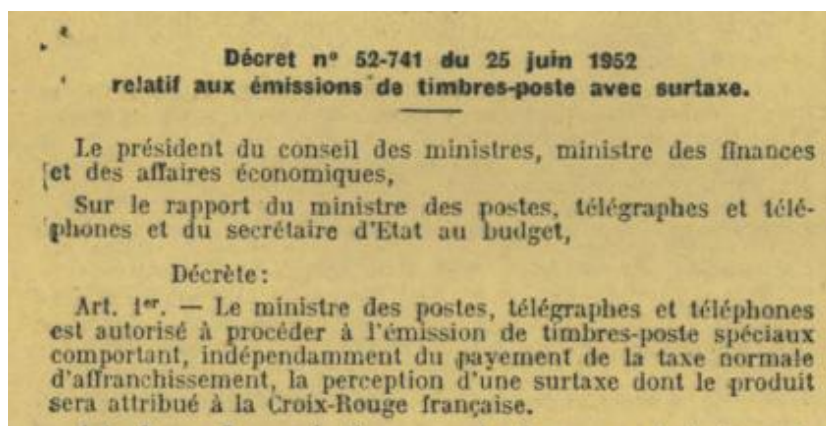 Décret n° 52-741 du 25 juin 1952
relatif aux émissions de timbres-poste avec surtaxe.
Le président du conseil des ministres, ministre des finances
et des affaires économiques,
Sur le rapport du ministre des postes, télégraphes et télé-
phones et du secrétaire d'Etat au budget,
Décrète:
Art. 1er. — Le ministre des postes, télégraphes et téléphones
est autorisé à procéder à l'émission de timbres-poste spéciaux
comportant, indépendamment du payement de la taxe normale
d'affranchissement, la perception d'une surtaxe dont le produit
sera attribué à la Croix-Rouge française.